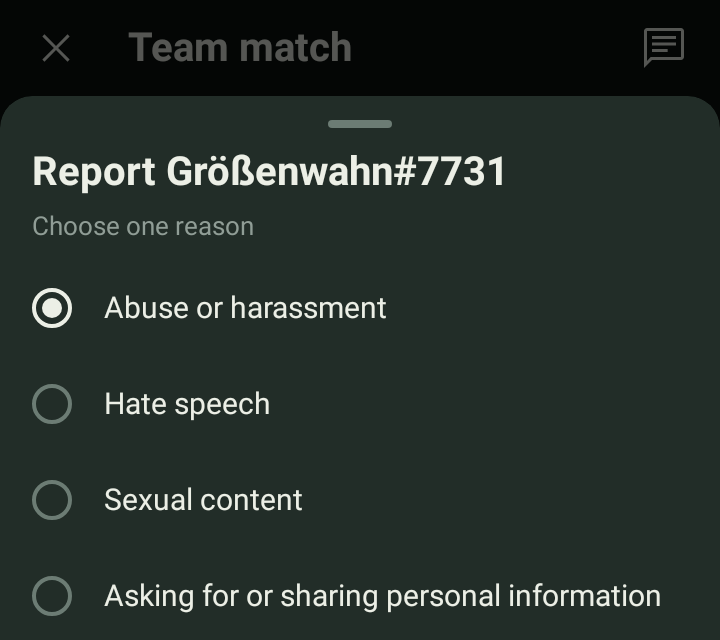 Team match
Report Größenwahn#7731
Choose one reason
Abuse or harassment
Hate speech
Sexual content
Asking for or sharing personal information